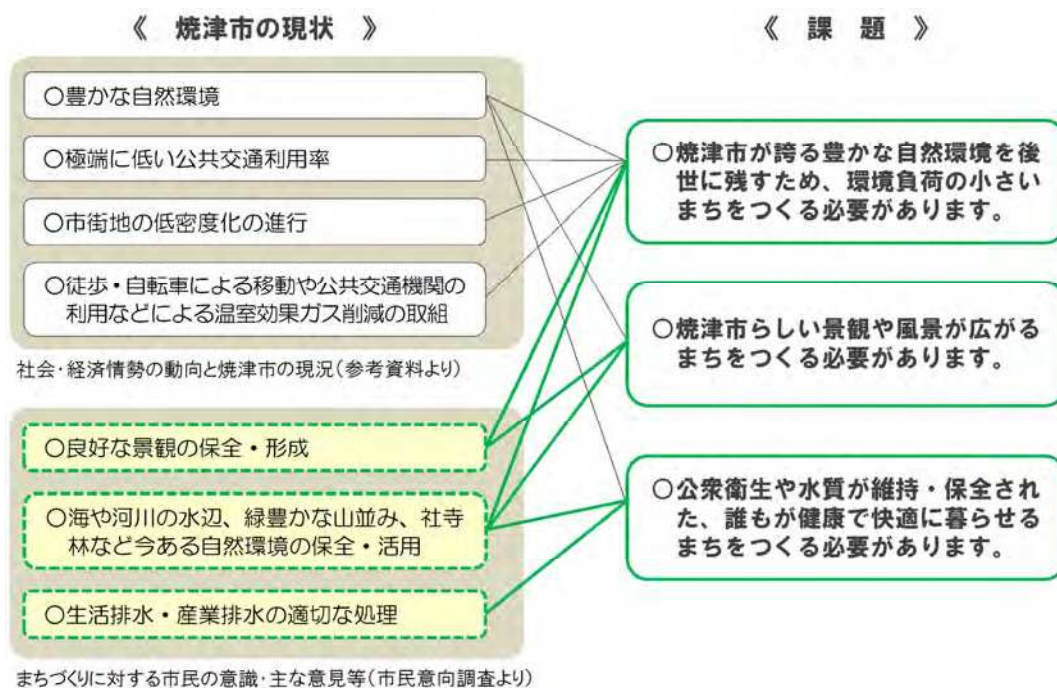 《 焼津市の現状 》
○豊かな自然環境
○極端に低い公共交通利用率
○市街地の低密度化の進行
○徒歩・自転車による移動や公共交通機関の
利用などによる温室効果ガス削減の取組
社会・経済情勢の動向と焼津市の現況（参考資料より）
○良好な景観の保全・形成
○海や河川の水辺、緑豊かな山並み、社寺
林など今ある自然環境の保全・活用
○生活排水・産業排水の適切な処理
まちづくりに対する市民の意識・主な意見等（市民意向調査より）
《 課 題 》
○焼津市が誇る豊かな自然環境を後
世に残すため、環境負荷の小さい
まちをつくる必要があります。
○焼津市らしい景観や風景が広がる
まちをつくる必要があります。
○公衆衛生や水質が維持・保全され
た、誰もが健康で快適に暮らせる
まちをつくる必要があります。